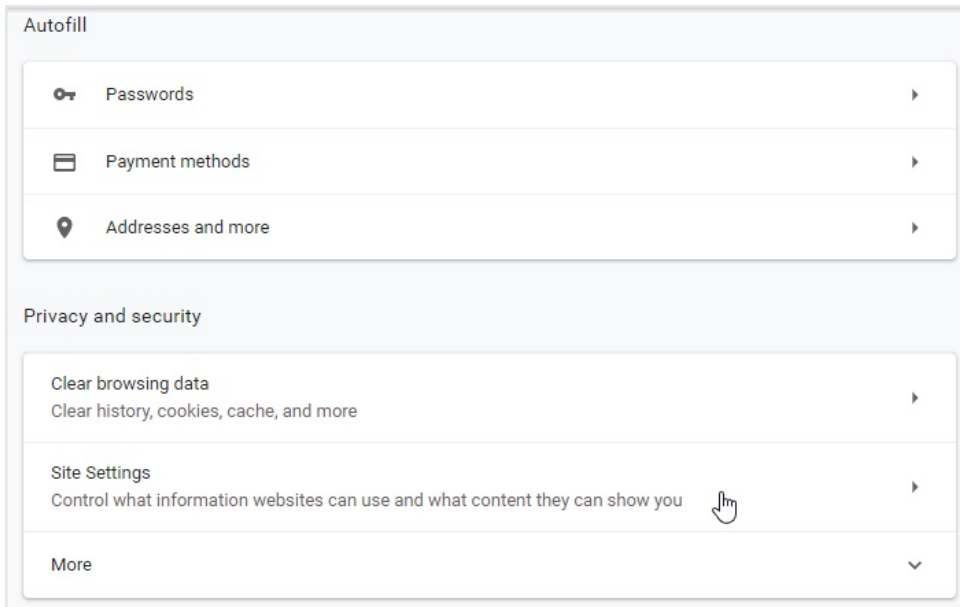 Autofill
Passwords
Payment methods
Addresses and more
Privacy and security
Clear browsing data
Clear history, cookies, cache, and more
Site Settings
Control what information websites can use and what content they can show you
More